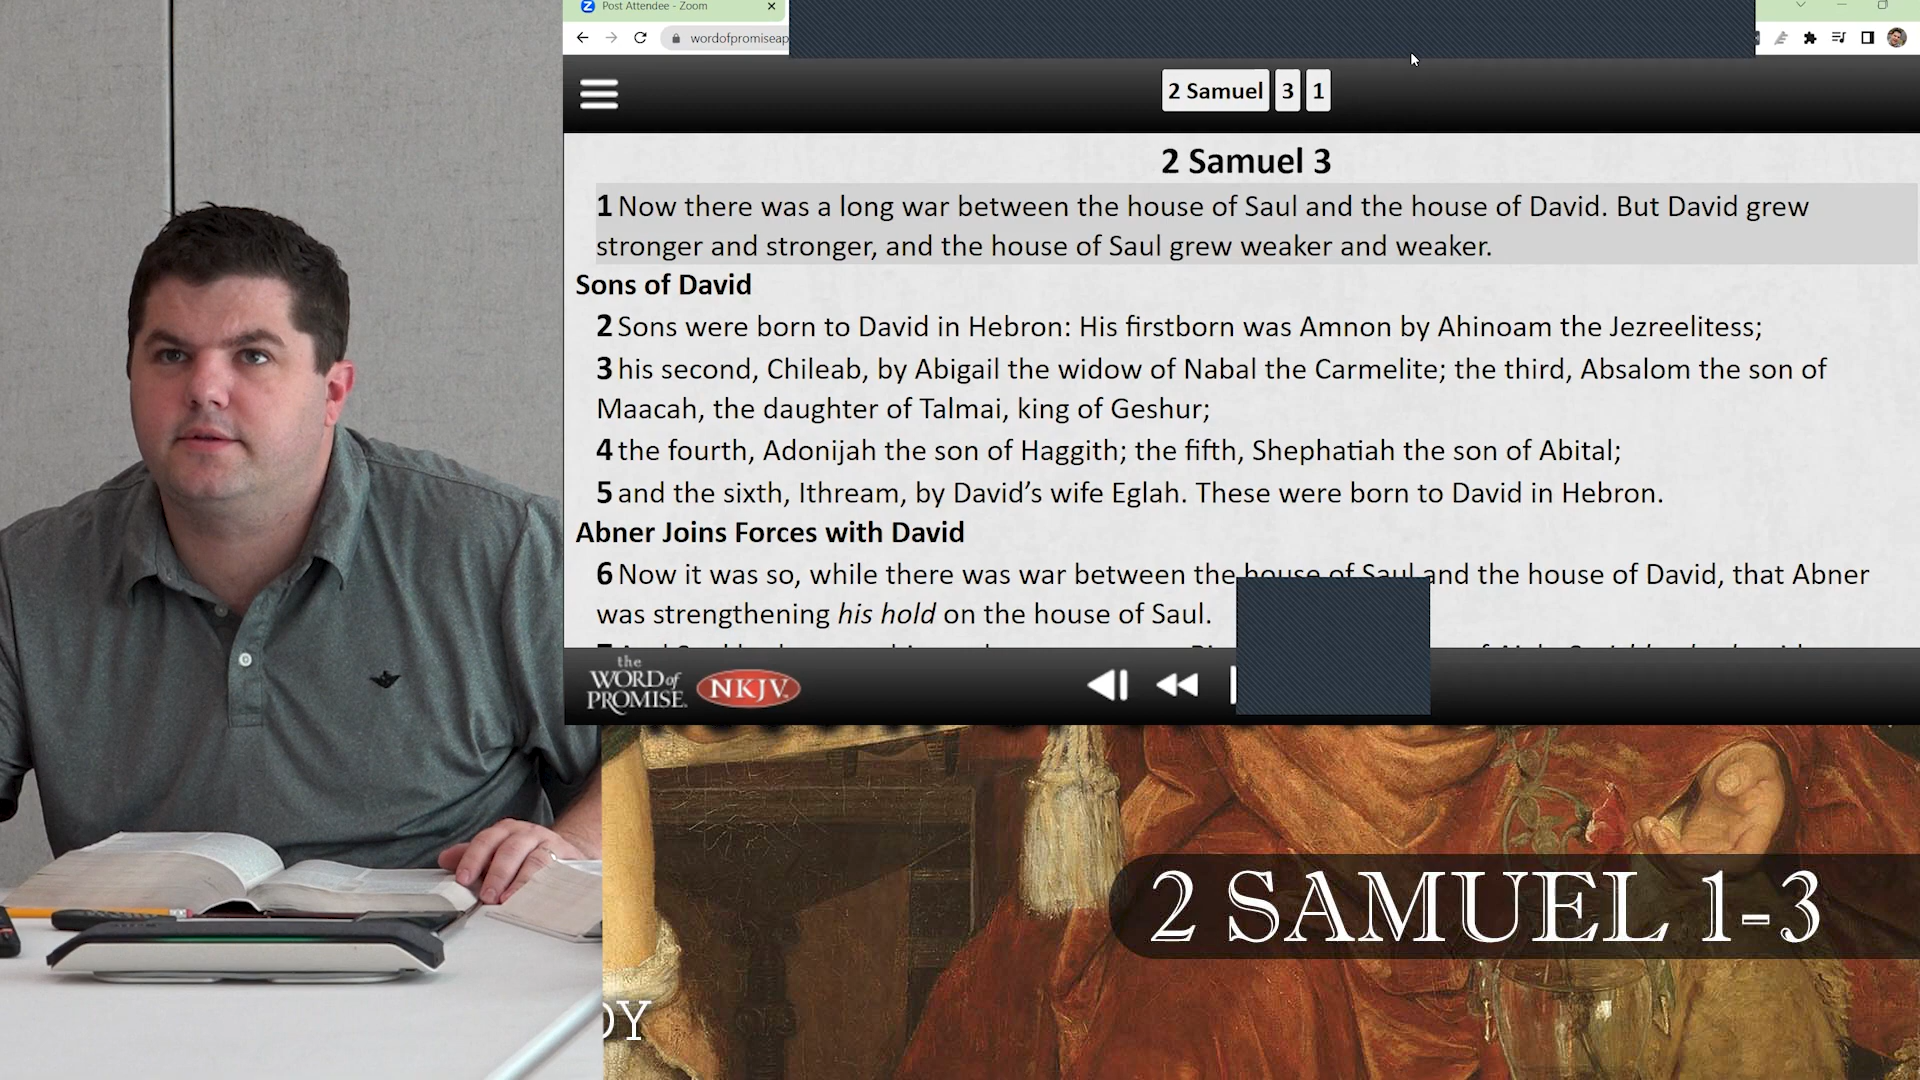 Post Attendee - Zoom
wordofpromiseap
2 Samuel 3 1
2 Samuel 3
1 Now there was a long war between the house of Saul and the house of David. But David grew
stronger and stronger, and the house of Saul grew weaker and weaker.
Sons of David
2 Sons were born to David in Hebron: His firstborn was Amnon by Ahinoam the Jezreelitess;
3 his second, Chileab, by Abigail the widow of Nabal the Carmelite; the third, Absalom the son of
Maacah, the daughter of Talmai, king of Geshur;
4 the fourth, Adonijah the son of Haggith; the fifth, Shephatiah the son of Abital;
5 and the sixth, Ithream, by David’s wife Eglah. These were born to David in Hebron.
Abner Joins Forces with David
6 Now it was so, while there was war between the house of Saul and the house of David, that Abner
was strengthening his hold on the house of Saul.
the
WORD of
PROMISE
NKJV
2 SAMUEL 1-3
DY